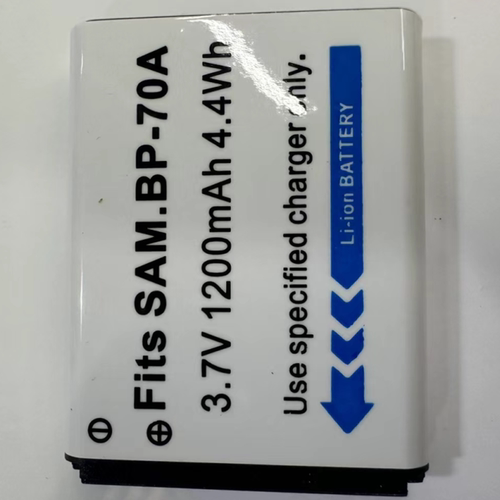 Fits SAM.BP-70A
3.7V 1200mAh 4.4Wh
Use specified charger only.
Li-ion BATTERY